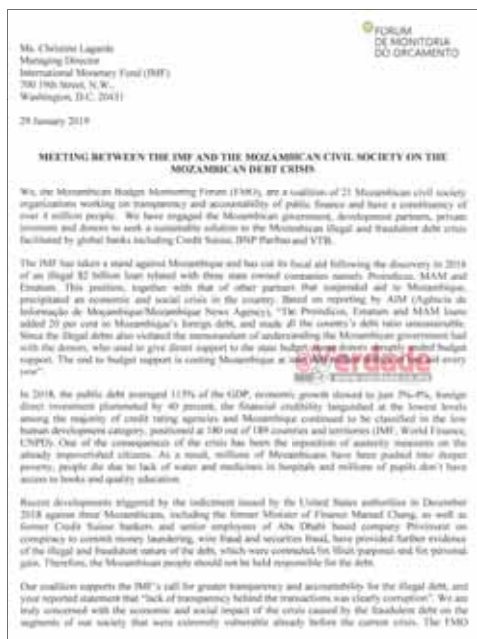 FORUM
DE MONITORIA
DO ORCAMENTO
Ms. Christine Lagarde
Managing Director
International Monetary Fund (IMF)
700 19th Street, N.W.,
Washington, D.C. 20431
29 January 2019
MEETING BETWEEN THE IMF AND THE MOZAMBICAN CIVIL SOCIETY ON THE
MOZAMBICAN DEBT CRISIS
We, the Mozambican Budget Monitoring Forum (FMO), are a coalition of 21 Mozambican civil society
organizations working on transparency and accountability of public finance and have a constituency of
over 4 million people. We have engaged the Mozambican government, development partners, private
investors and donors to seek a sustainable solution to the Mozambican illegal and fraudulent debt crisis
facilitated by global banks including Credit Suisse, BNP Paribas and VTB.
The IMF has taken a stand against Mozambique and has cut its fiscal aid following the discovery in 2016
of an illegal $2 billion loan related with three state owned companies namely Proindicus, MAM and
Ematum. This position, together with that of other partners that suspended aid to Mozambique,
precipitated an economic and social crisis in the country. Based on reporting by AIM (Agência de
Informação de Moçambique/Mozambique News Agency), "The Proindicus, Ematum and MAM loans
added 20 per cent to Mozambique's foreign debt, and made all the country's debt ratio unsustainable.
Since the illegal debts also violated the memorandum of understanding the Mozambican government had
with the donors, who used to give direct support to the state budget, those donors abruptly ended budget
support. The end to budget support is costing Mozambique at every
year".
@Verdade
In 2018, the public debt averaged 113% of the GDP, economic growth slowed to just 3%-4%, foreign
direct investment plummeted by 40 percent, the financial credibility languished at the lowest levels
among the majority of credit rating agencies and Mozambique continued to be classified in the low
human development category, positioned at 180 out of 189 countries and territories (IMF, World Finance,
UNPD). One of the consequences of the crisis has been the imposition of austerity measures on the
already impoverished citizens. As a result, millions of Mozambicans have been pushed into deeper
poverty, people die due to lack of water and medicines in hospitals and millions of pupils don't have
access to books and quality education.
Recent developments triggered by the indictment issued by the United States authorities in December
2018 against three Mozambicans, including the former Minister of Finance Manuel Chang, as well as
former Credit Suisse bankers and senior employees of Abu Dhabi based company Privinvest on
conspiracy to commit money laundering, wire fraud and securities fraud, have provided further evidence
of the illegal and fraudulent nature of the debt, which were contracted for illicit purposes and for personal
gain. Therefore, the Mozambican people should not be held responsible for the debt.
Our coalition supports the IMF's call for greater transparency and accountability for the illegal debt, and
your reported statement that "lack of transparency behind the transactions was clearly corruption". We are
truly concerned with the economic and social impact of the crisis caused by the fraudulent debt on the
segments of our society that were extremely vulnerable already before the current crisis. The FMO